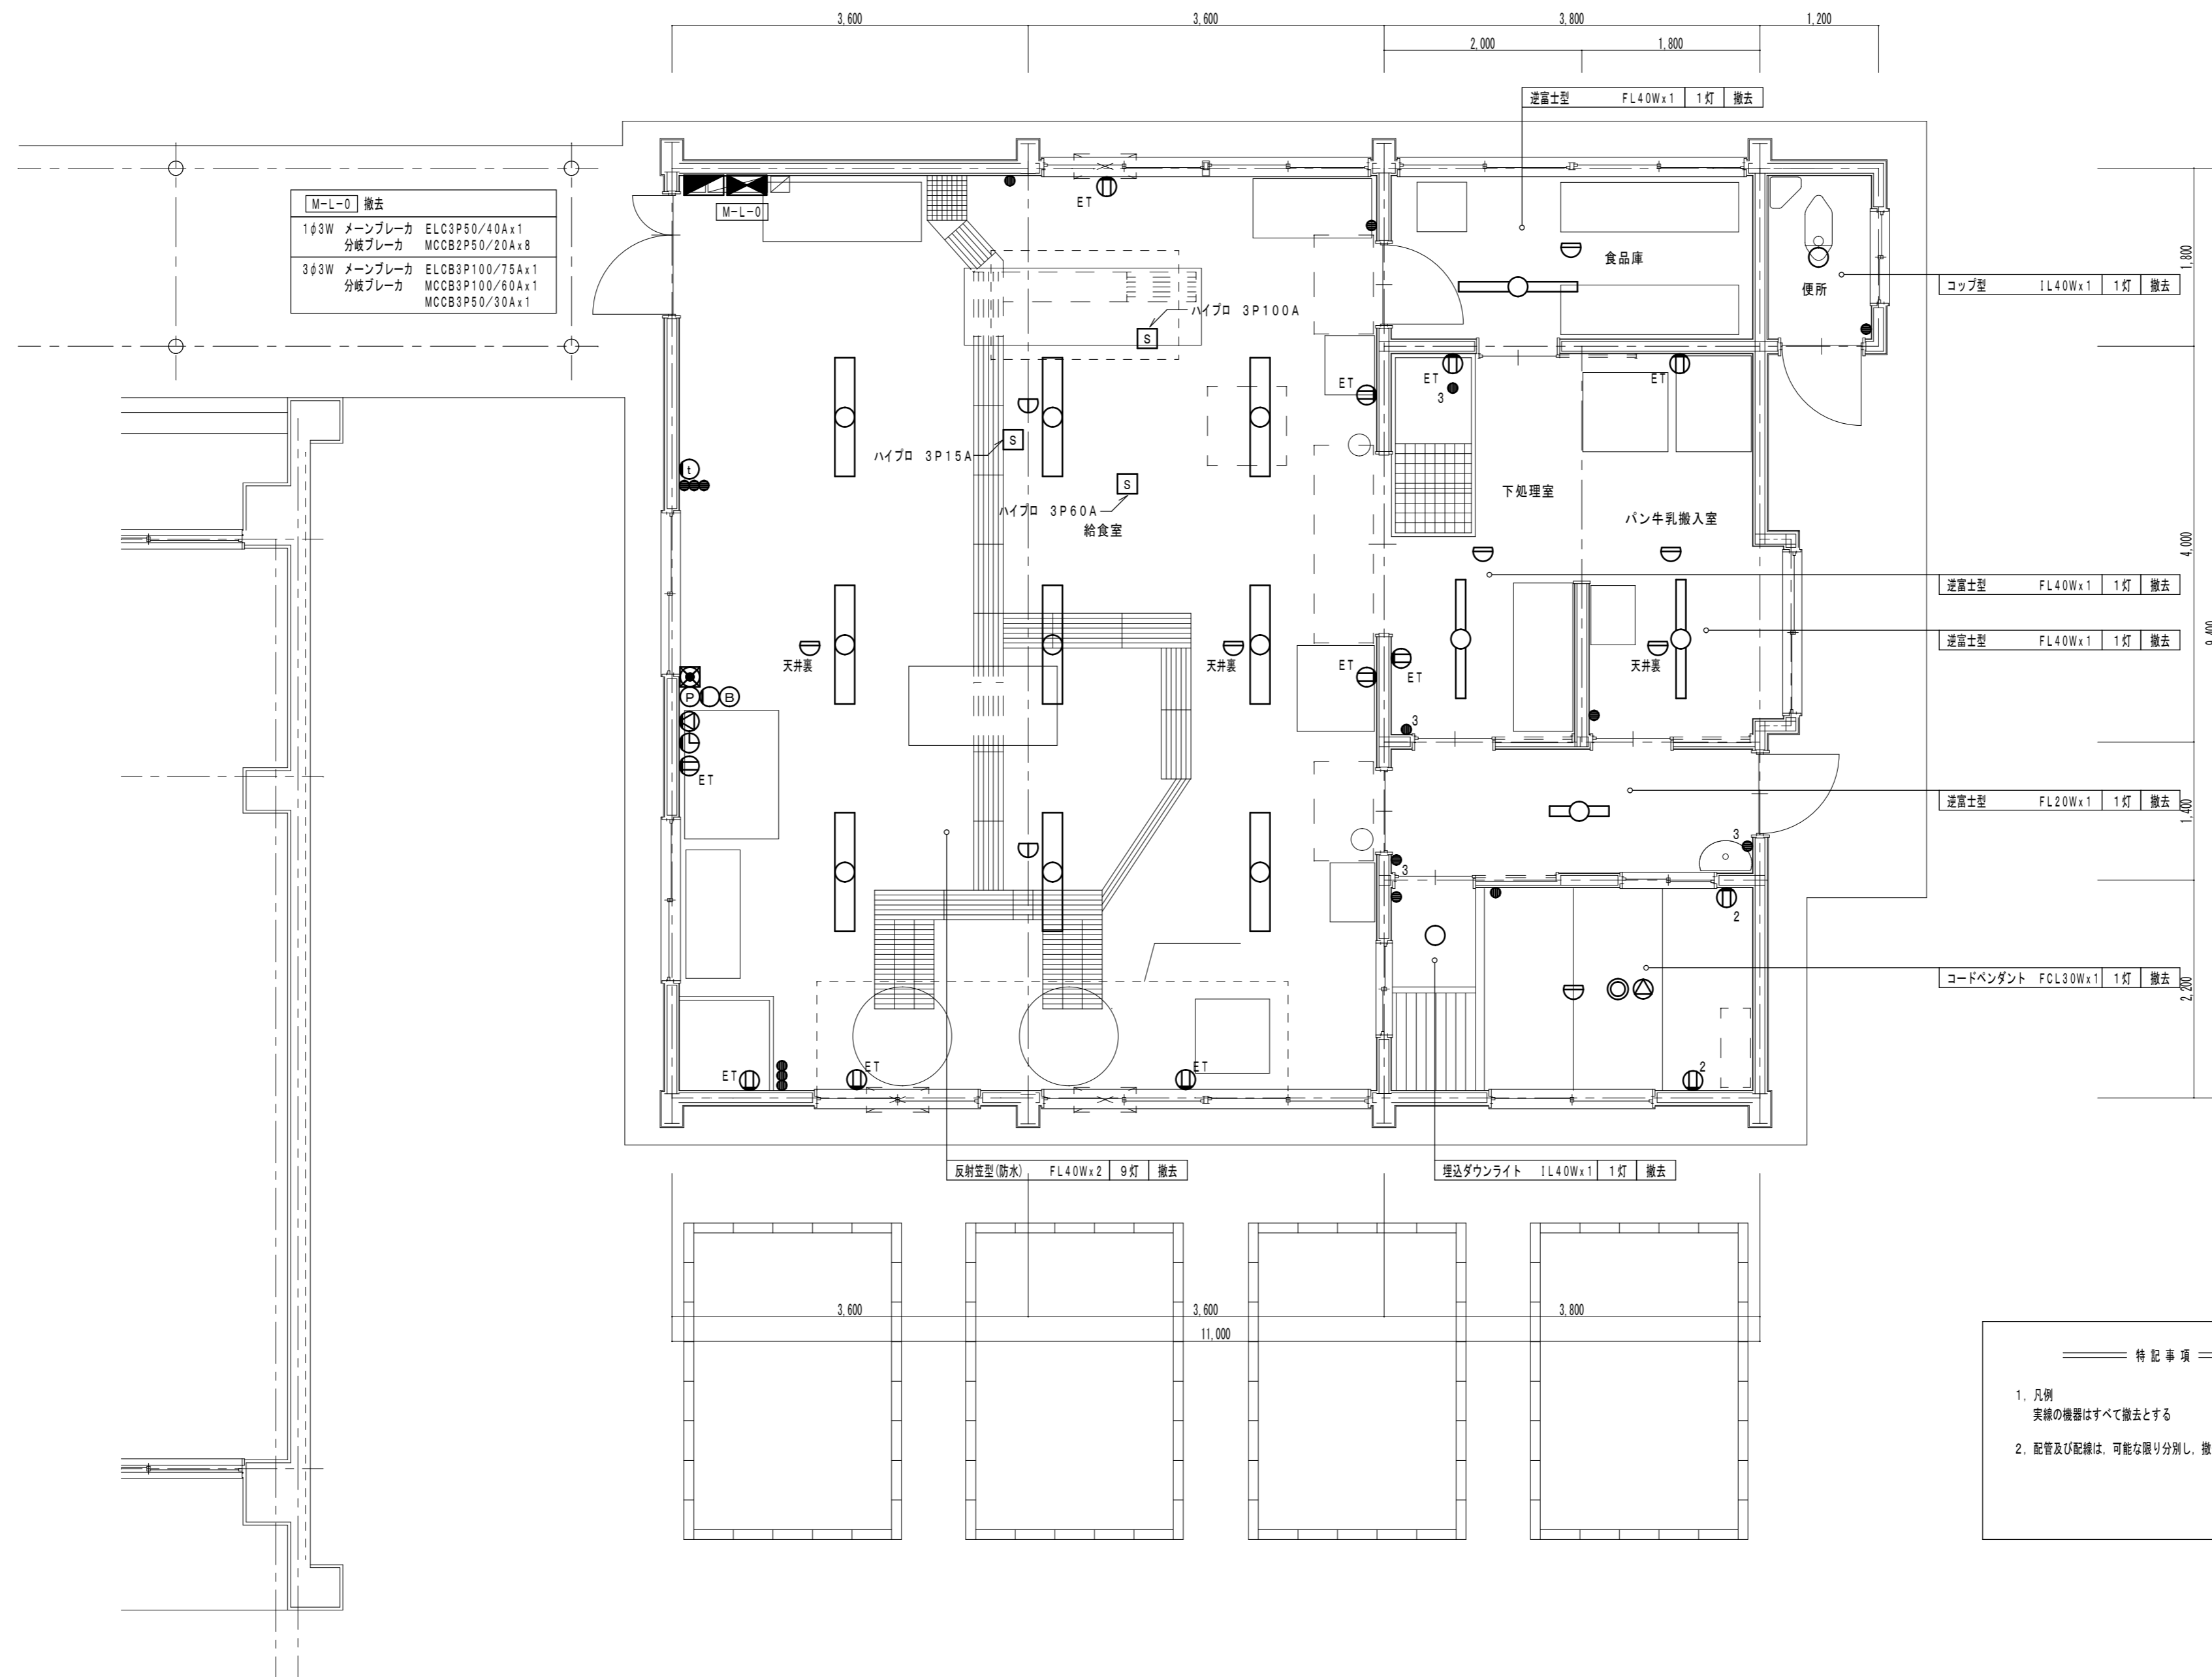 3,600
3,600
3,800
1,200
2,000
1,800
逆富士型 FL40Wx1 1灯 撤去
M-L-0 撤去
1φ3W メーンブレーカ ELC3P50/40Ax1
分岐ブレーカ MCCB2P50/20Ax8
3φ3W メーンブレーカ ELCB3P100/75Ax1
分岐ブレーカ MCCB3P100/60Ax1
MCCB3P50/30Ax1
M-L-0
ET
食品庫
便所
1,800
コップ型 IL40Wx1 1灯 撤去
ハイプロ 3P100A
S
ET
ET
3
ET
t
ハイプロ 3P15A
S
S
ハイプロ 3P60A
給食室
下処理室
パン牛乳搬入室
4,000
逆富士型 FL40Wx1 1灯 撤去
逆富士型 FL40Wx1 1灯 撤去
9,400
天井裏
天井裏
天井裏
ET
ET
P
B
3
ET
逆富士型 FL20Wx1 1灯 撤去
1,400
3
3
2
コードペンダント FCL30Wx1 1灯 撤去
2,200
ET
ET
ET
2
反射笠型(防水) FL40Wx2 9灯 撤去
埋込ダウンライト IL40Wx1 1灯 撤去
3,600
3,600
3,800
11,000
特記事項
1, 凡例
実線の機器はすべて撤去とする
2, 配管及び配線は, 可能な限り分別し, 撤